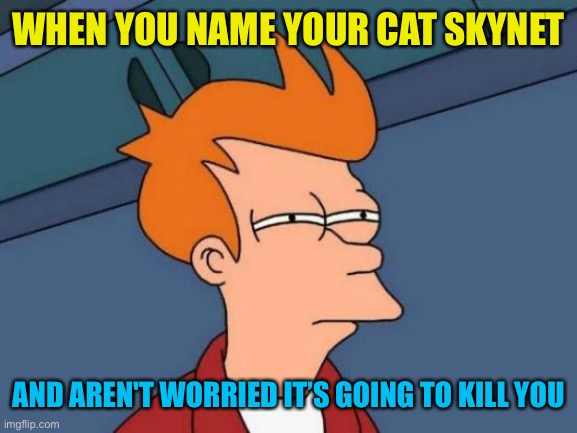 WHEN YOU NAME YOUR CAT SKYNET
AND AREN'T WORRIED IT’S GOING TO KILL YOU
imgflip.com